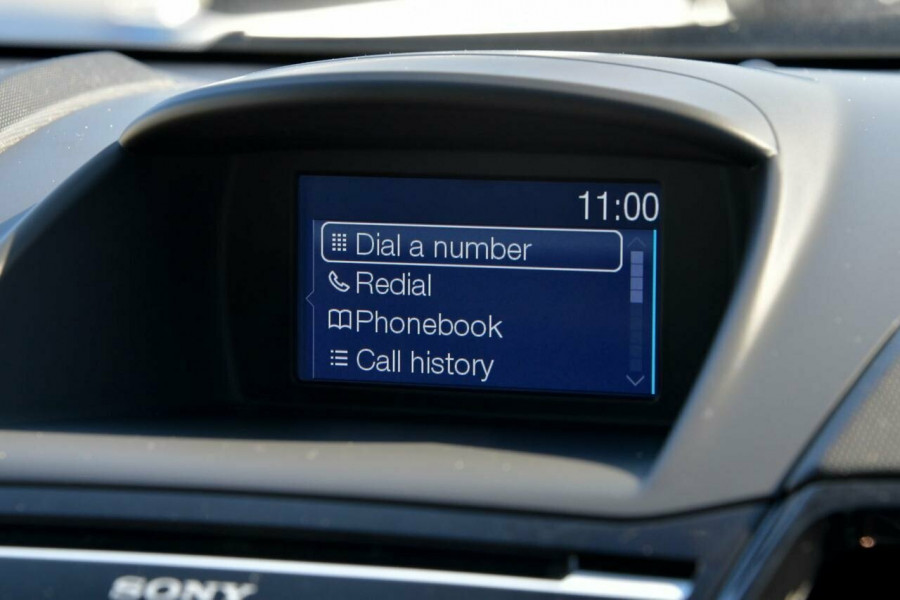 11:00
Dial a number
Redial
Phonebook
Call history
SONY